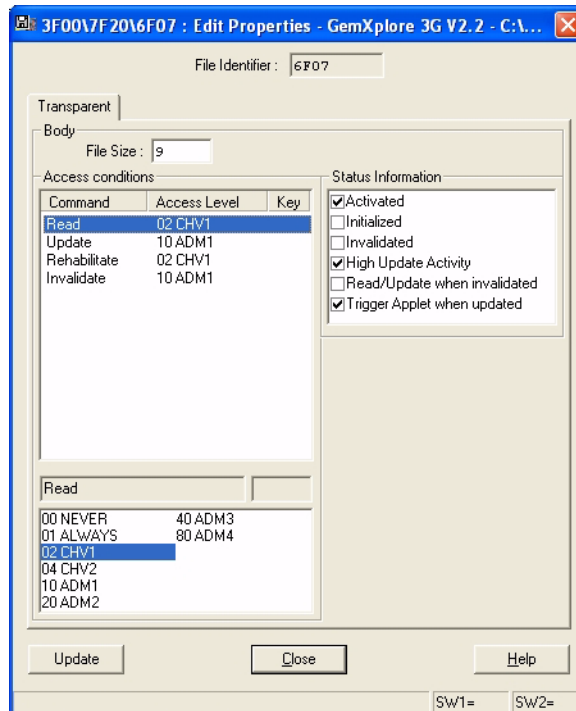 3F00\7F20\6F07 : Edit Properties - GemXplore 3G V2.2 - C:\...
File Identifier : 6F07
Transparent
Body
File Size : 9
Access conditions
Command Access Level Key
Read 02 CHV1
Update 10 ADM1
Rehabilitate 02 CHV1
Invalidate 10 ADM1
Status Information
Activated
Initialized
Invalidated
High Update Activity
Read/Update when invalidated
Trigger Applet when updated
Read
00 NEVER 40 ADM3
01 ALWAYS 80 ADM4
02 CHV1
04 CHV2
10 ADM1
20 ADM2
Update Close Help
SW1= SW2=